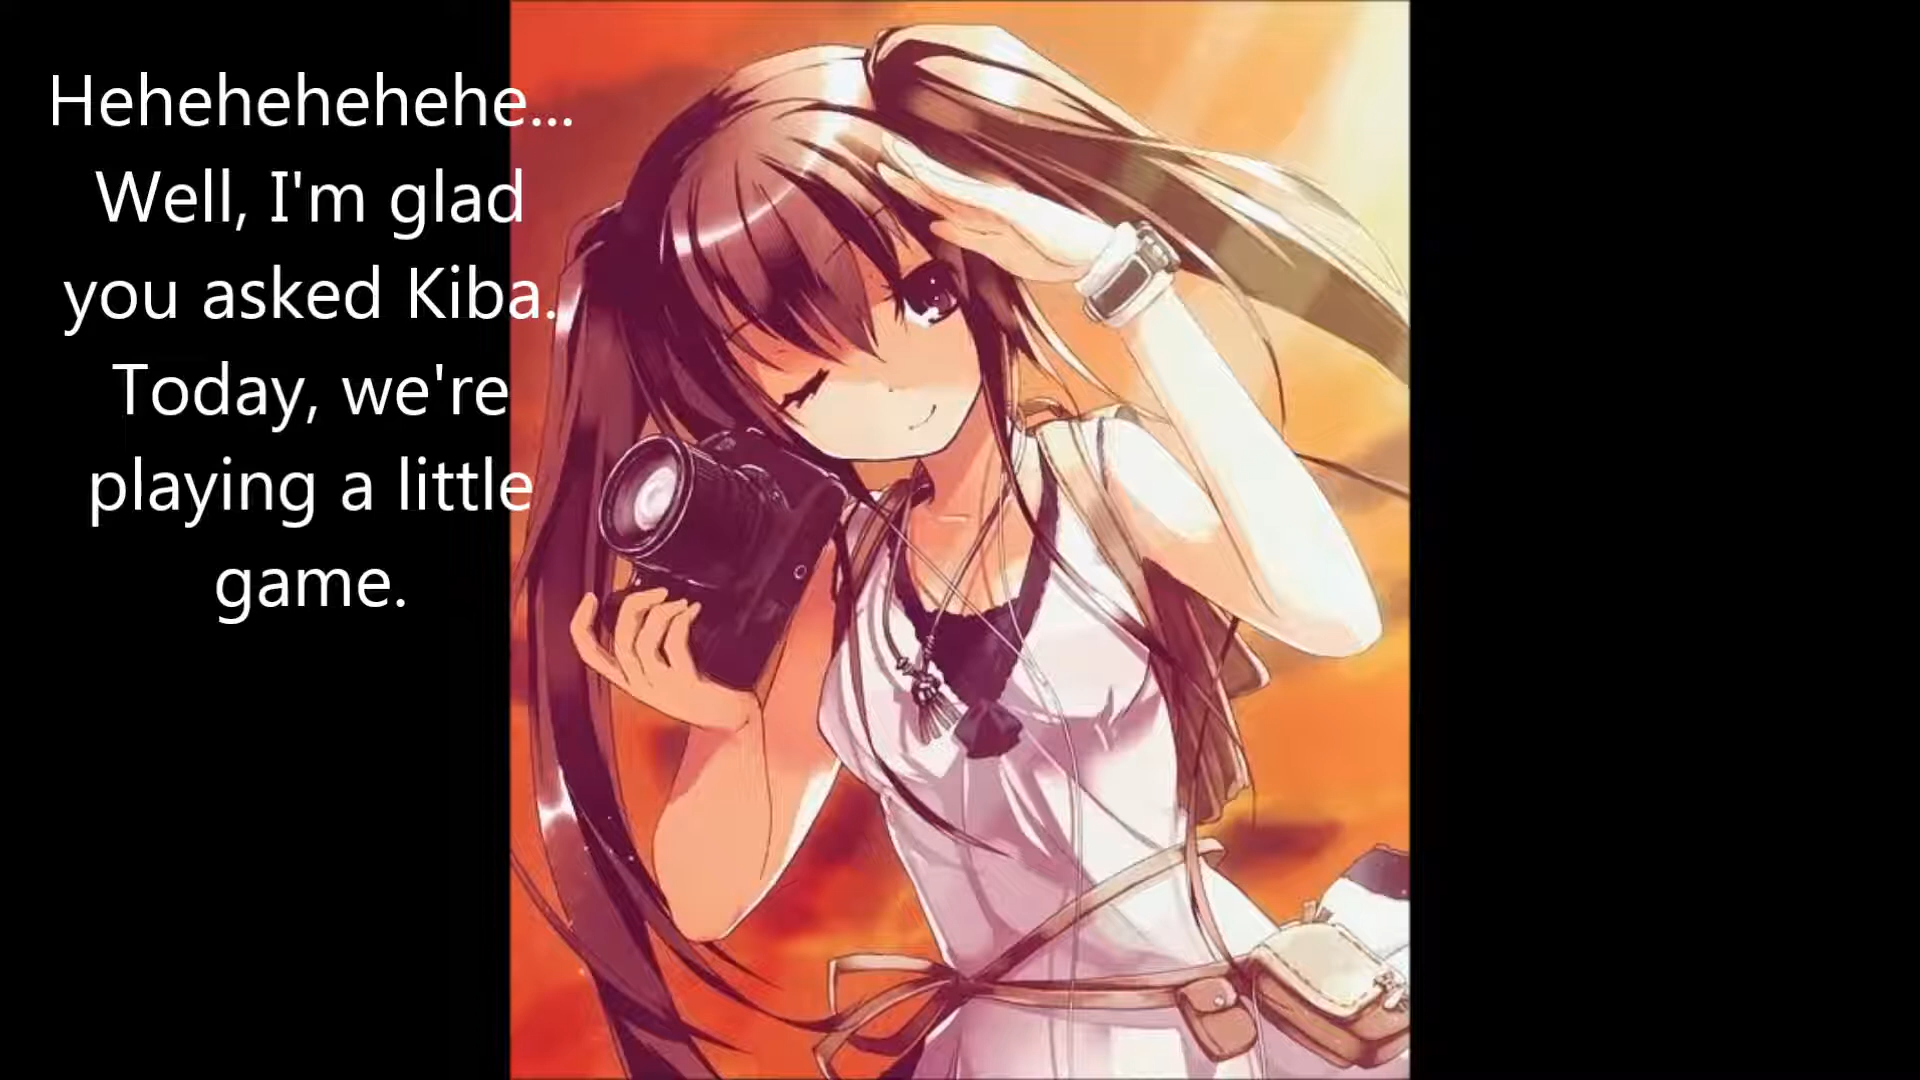 Hehehehehehe...
Well, I'm glad
you asked Kiba.
Today, we're
playing a little
game.